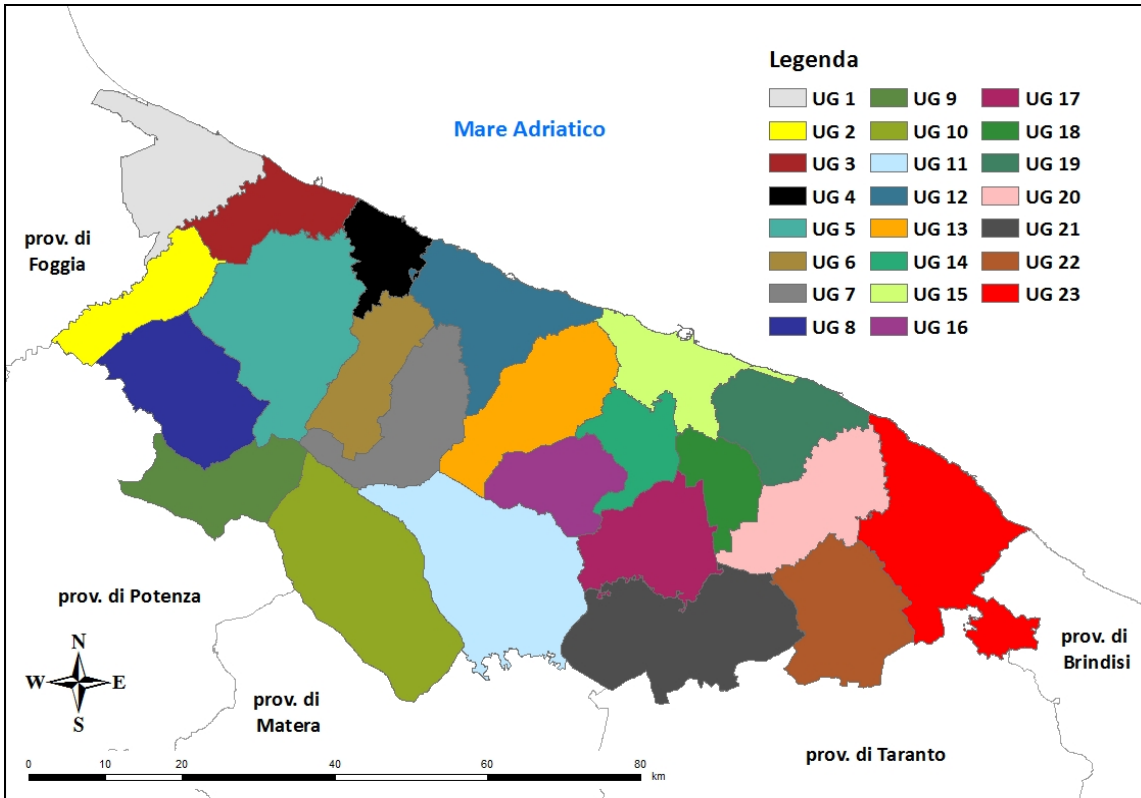 Legenda
UG 1
UG 2
UG 3
UG 4
UG 5
UG 6
UG 7
UG 8
UG 9
UG 10
UG 11
UG 12
UG 13
UG 14
UG 15
UG 16
UG 17
UG 18
UG 19
UG 20
UG 21
UG 22
UG 23
Mare Adriatico
prov. di
Foggia
prov. di Potenza
prov. di
Matera
prov. di Taranto
prov. di
Brindisi
N
W E
S
0 10 20 40 60 80
km